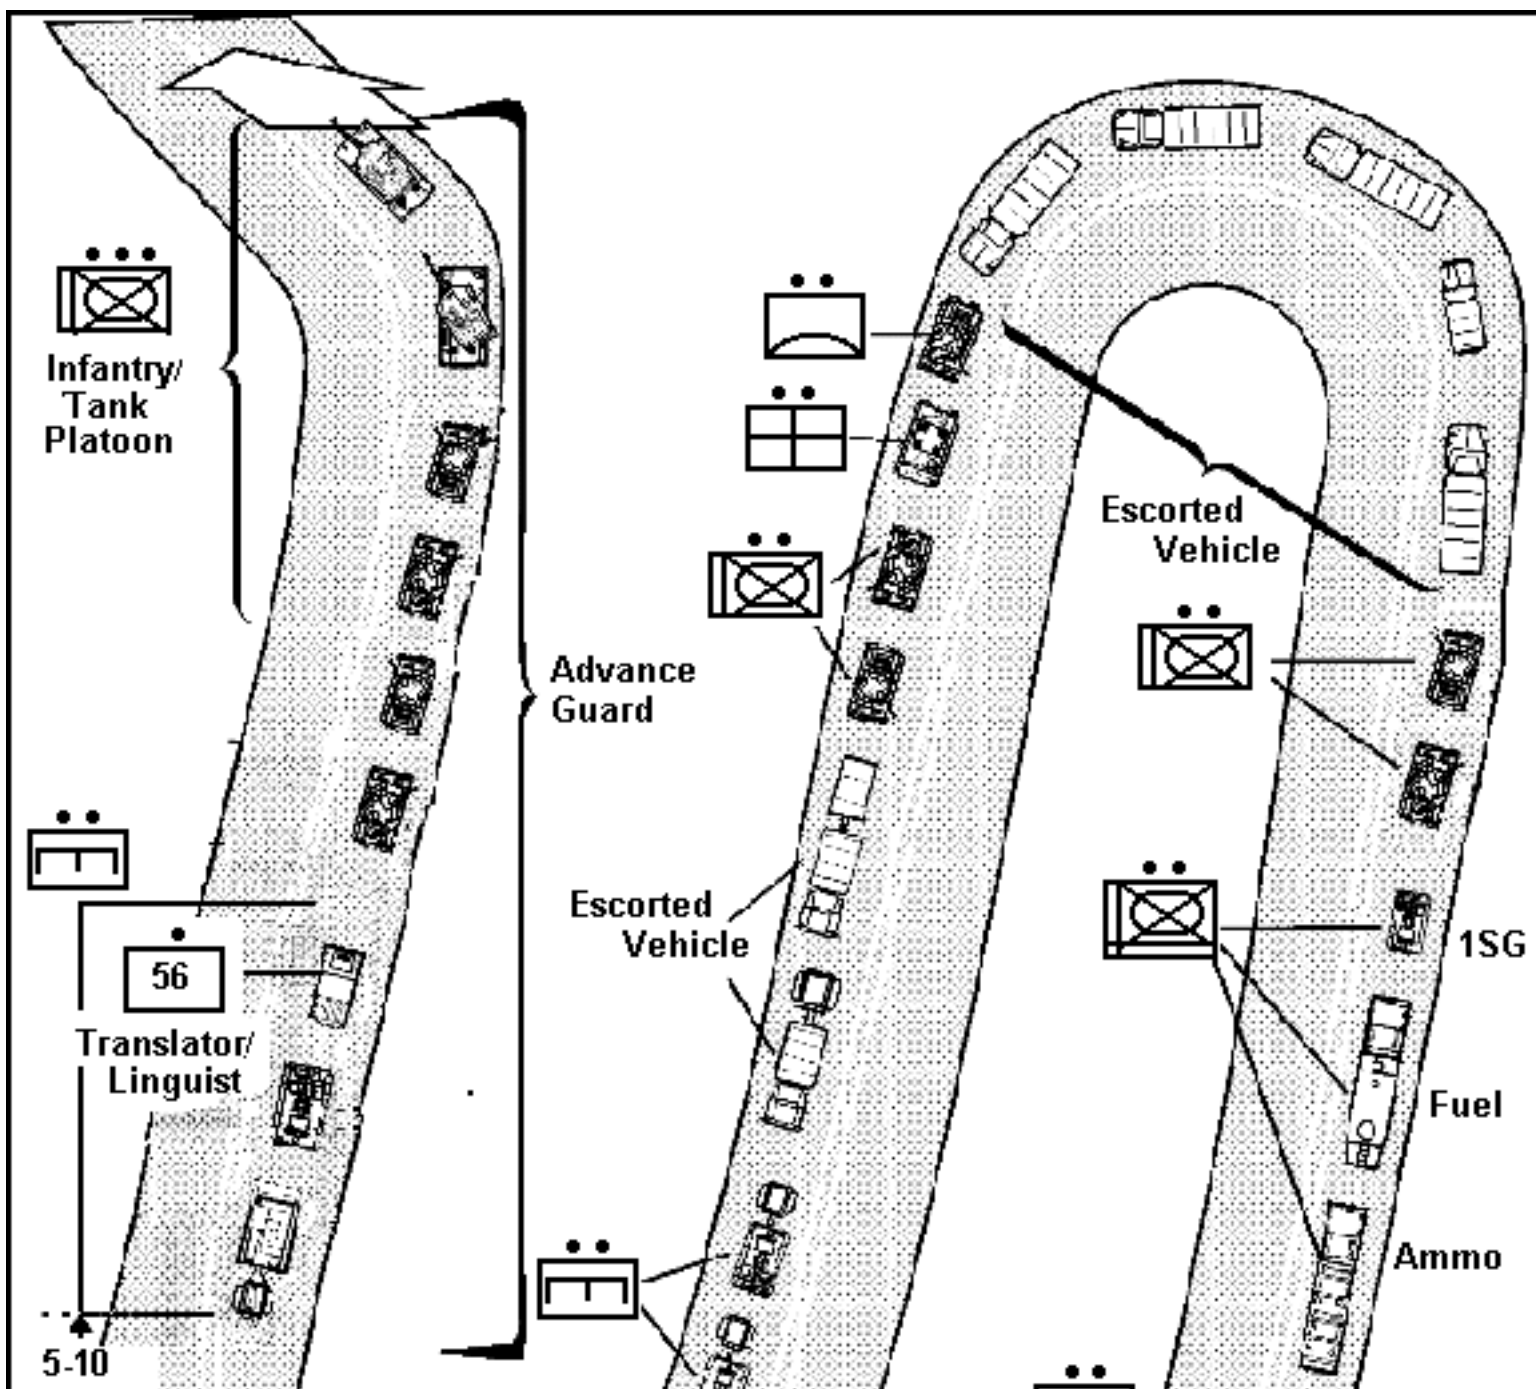 Infantry/
Tank
Platoon
Advance
Guard
56
Translator/
Linguist
5-10
Escorted
Vehicle
Escorted
Vehicle
1SG
Fuel
Ammo